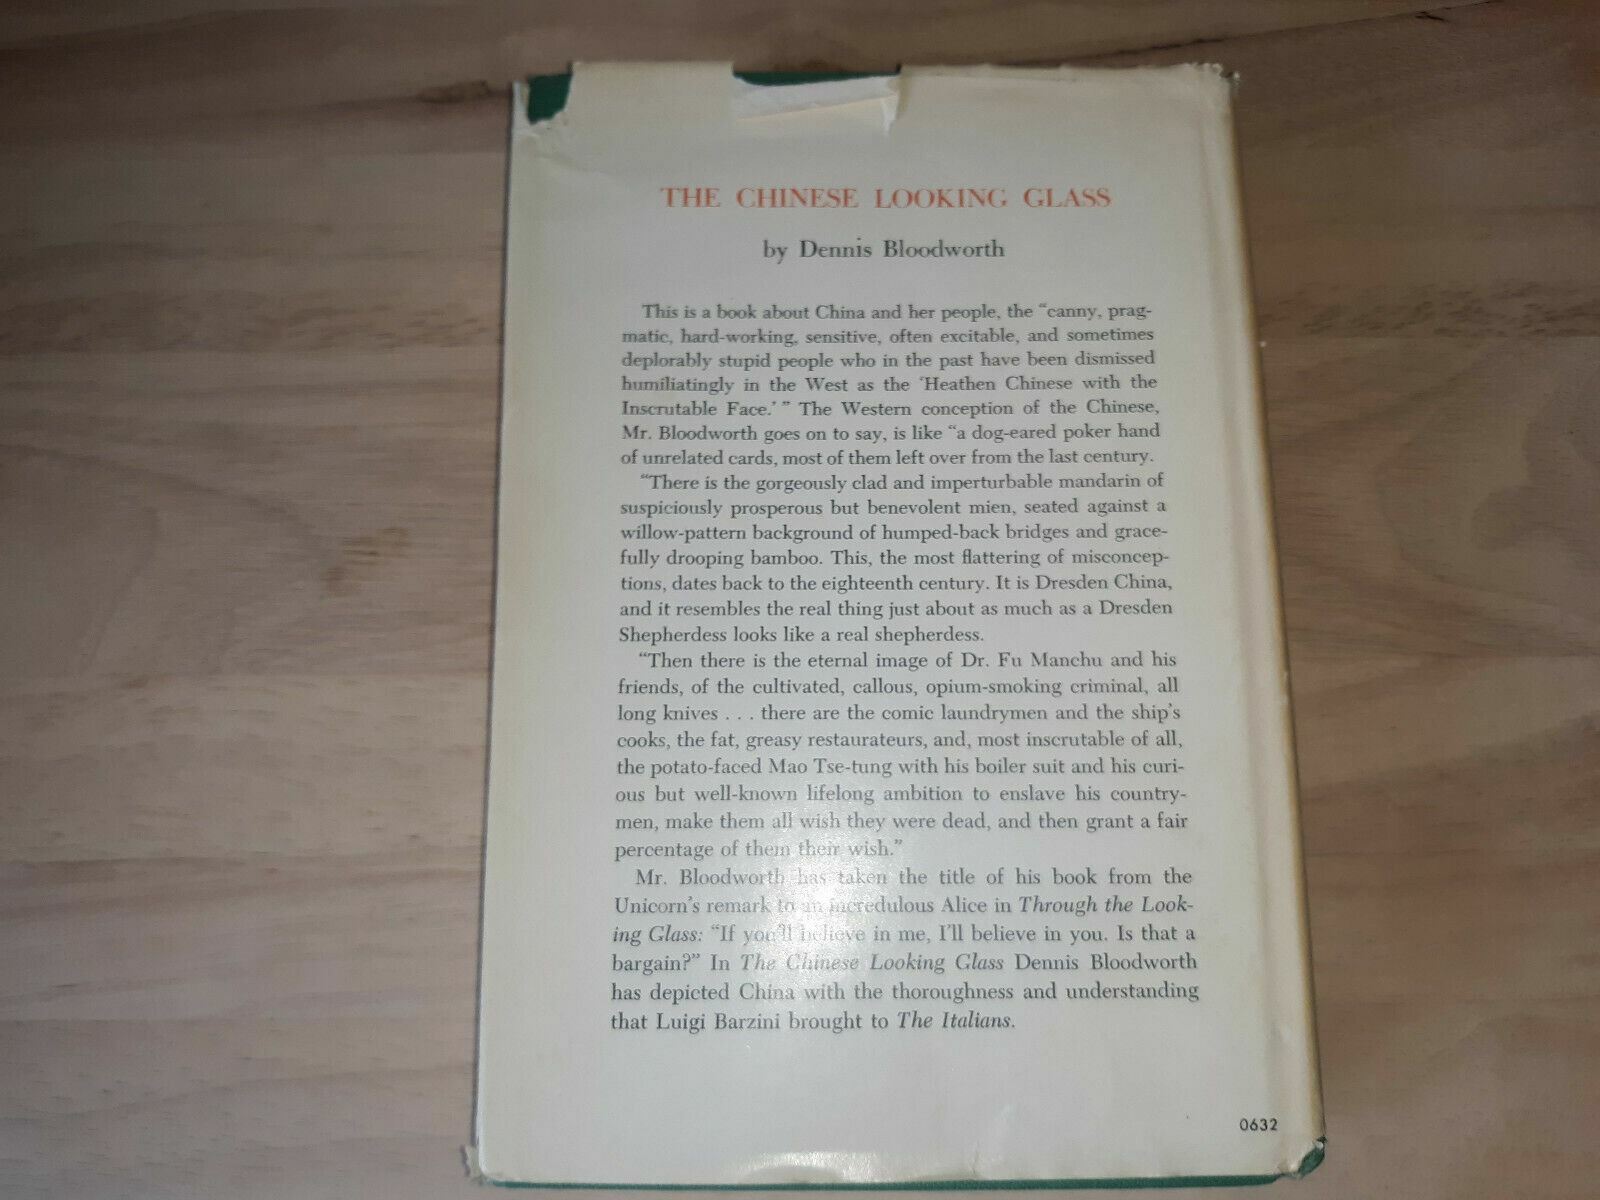 THE CHINESE LOOKING GLASS
by Dennis Bloodworth
This is a book about China and her people, the “canny, prag-
matic, hard-working, sensitive, often excitable, and sometimes
deplorably stupid people who in the past have been dismissed
humiliatingly in the West as the ‘Heathen Chinese with the
Inscrutable Face.’” The Western conception of the Chinese,
Mr. Bloodworth goes on to say, is like “a dog-eared poker hand
of unrelated cards, most of them left over from the last century.
“There is the gorgeously clad and imperturbable mandarin of
suspiciously prosperous but benevolent mien, seated against a
willow-pattern background of humped-back bridges and grace-
fully drooping bamboo. This, the most flattering of misconcep-
tions, dates back to the eighteenth century. It is Dresden China,
and it resembles the real thing just about as much as a Dresden
Shepherdess looks like a real shepherdess.
“Then there is the eternal image of Dr. Fu Manchu and his
friends, of the cultivated, callous, opium-smoking criminal, all
long knives . . . there are the comic laundrymen and the ship’s
cooks, the fat, greasy restaurateurs, and, most inscrutable of all,
the potato-faced Mao Tse-tung with his boiler suit and his curi-
ous but well-known lifelong ambition to enslave his country-
men, make them all wish they were dead, and then grant a fair
percentage of them their wish.”
Mr. Bloodworth has taken the title of his book from the
Unicorn’s remark to an incredulous Alice in Through the Look-
ing Glass: “If you’ll believe in me, I’ll believe in you. Is that a
bargain?” In The Chinese Looking Glass Dennis Bloodworth
has depicted China with the thoroughness and understanding
that Luigi Barzini brought to The Italians.
0632